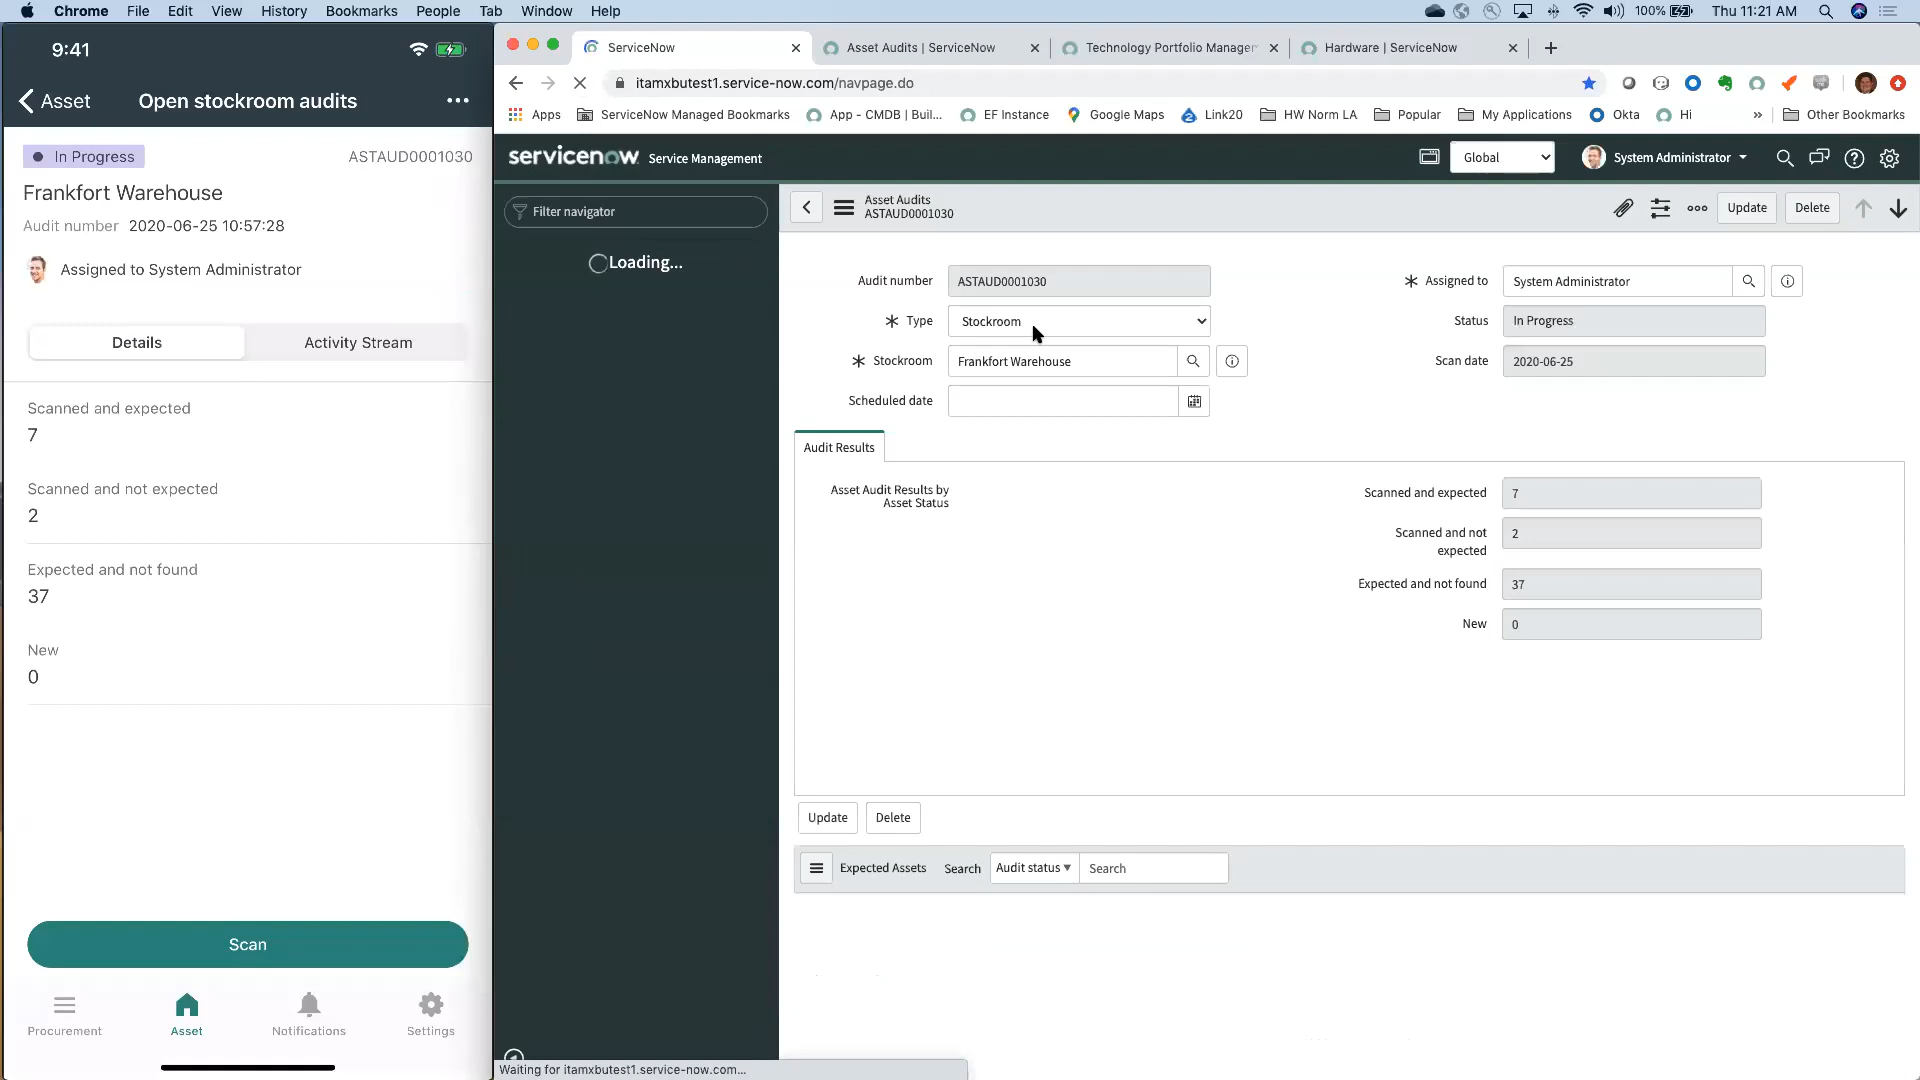 Chrome File Edit View History Bookmarks People Tab Window Help
100% Thu 11:21 AM
9:41
Asset Open stockroom audits
In Progress ASTAUD0001030
Frankfort Warehouse
Audit number 2020-06-25 10:57:28
Assigned to System Administrator
Details Activity Stream
Scanned and expected
7
Scanned and not expected
2
Expected and not found
37
New
0
Scan
Procurement Asset Notifications Settings
ServiceNow Asset Audits | ServiceNow Technology Portfolio Manager Hardware | ServiceNow
itamxbutest1.service-now.com/navpage.do
Apps ServiceNow Managed Bookmarks App - CMDB | Buil... EF Instance Google Maps Link20 HW Norm LA Popular My Applications Okta Hi » Other Bookmarks
servicenow Service Management Global System Administrator
Filter navigator
Loading...
Asset Audits
ASTAUD0001030
Update Delete
Audit number ASTAUD0001030
Type Stockroom
Stockroom Frankfort Warehouse
Scheduled date
Assigned to System Administrator
Status In Progress
Scan date 2020-06-25
Audit Results
Asset Audit Results by
Asset Status
Scanned and expected 7
Scanned and not
expected 2
Expected and not found 37
New 0
Update Delete
Expected Assets Search Audit status Search
Waiting for itamxbutest1.service-now.com...